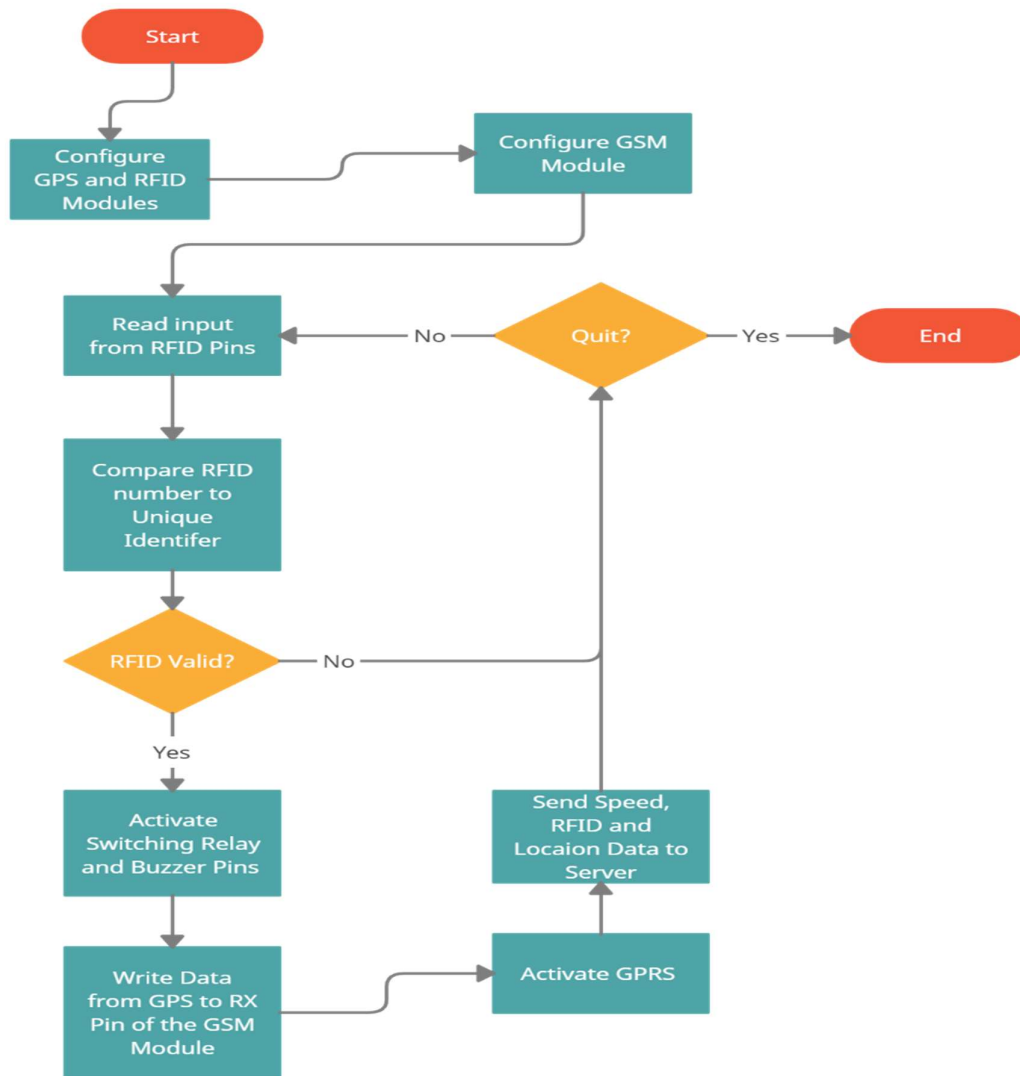 Start
Configure
GPS and RFID
Modules
Configure GSM
Module
Read input
from RFID Pins
No
Quit?
Yes
End
Compare RFID
number to
Unique
Identifer
RFID Valid?
No
Yes
Activate
Switching Relay
and Buzzer Pins
Send Speed,
RFID and
Locaion Data to
Server
Write Data
from GPS to RX
Pin of the GSM
Module
Activate GPRS